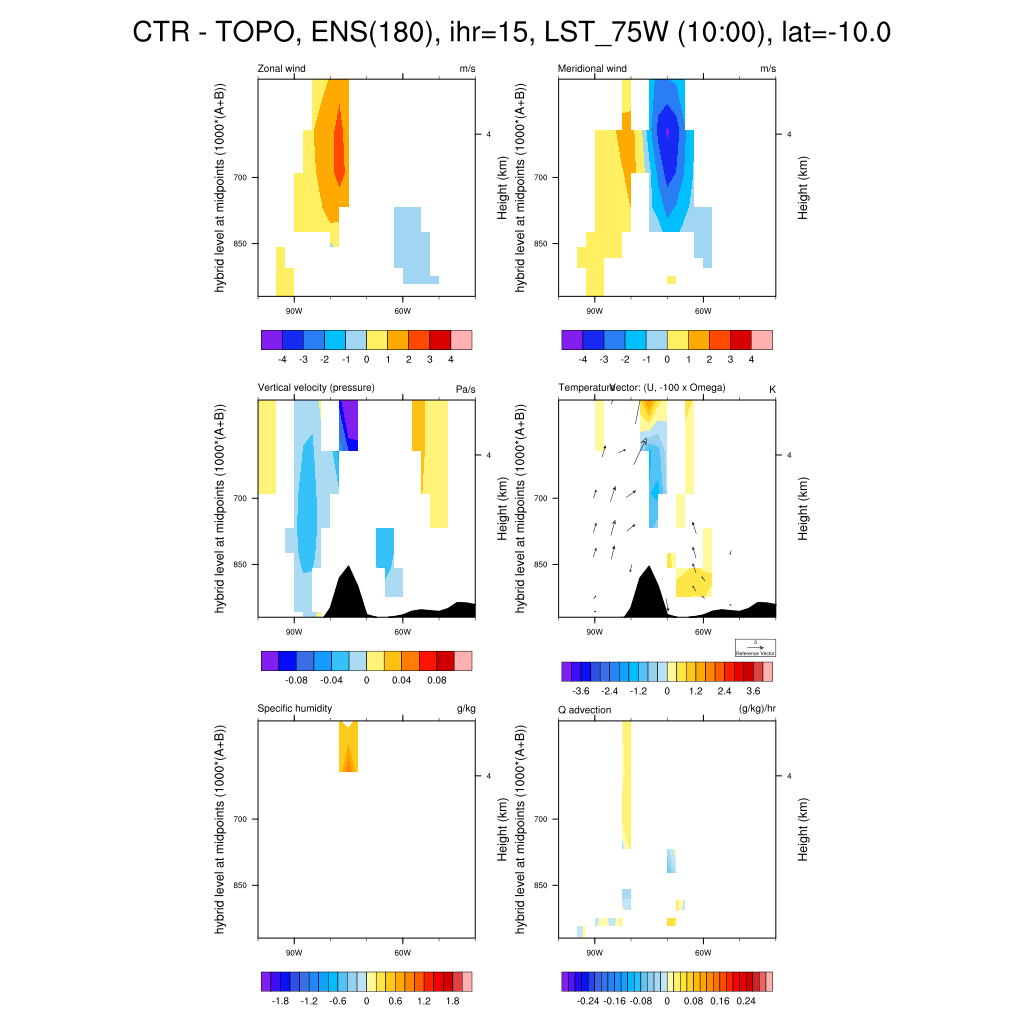 CTR - TOPO, ENS(180), ihr=15, LST_75W (10:00), lat=-10.0
Zonal wind m/s
hybrid level at midpoints (1000*(A+B))
700
850
4
Height (km)
90W 60W
-4 -3 -2 -1 0 1 2 3 4
Meridional wind m/s
hybrid level at midpoints (1000*(A+B))
700
850
4
Height (km)
90W 60W
-4 -3 -2 -1 0 1 2 3 4
Vertical velocity (pressure) Pa/s
hybrid level at midpoints (1000*(A+B))
700
850
4
Height (km)
90W 60W
-0.08 -0.04 0 0.04 0.08
Temperature Vector: (U, -100 x Omega) K
hybrid level at midpoints (1000*(A+B))
700
850
4
Height (km)
90W 60W
3
Reference Vector
-3.6 -2.4 -1.2 0 1.2 2.4 3.6
Specific humidity g/kg
hybrid level at midpoints (1000*(A+B))
700
850
4
Height (km)
90W 60W
-1.8 -1.2 -0.6 0 0.6 1.2 1.8
Q advection (g/kg)/hr
hybrid level at midpoints (1000*(A+B))
700
850
4
Height (km)
90W 60W
-0.24 -0.16 -0.08 0 0.08 0.16 0.24